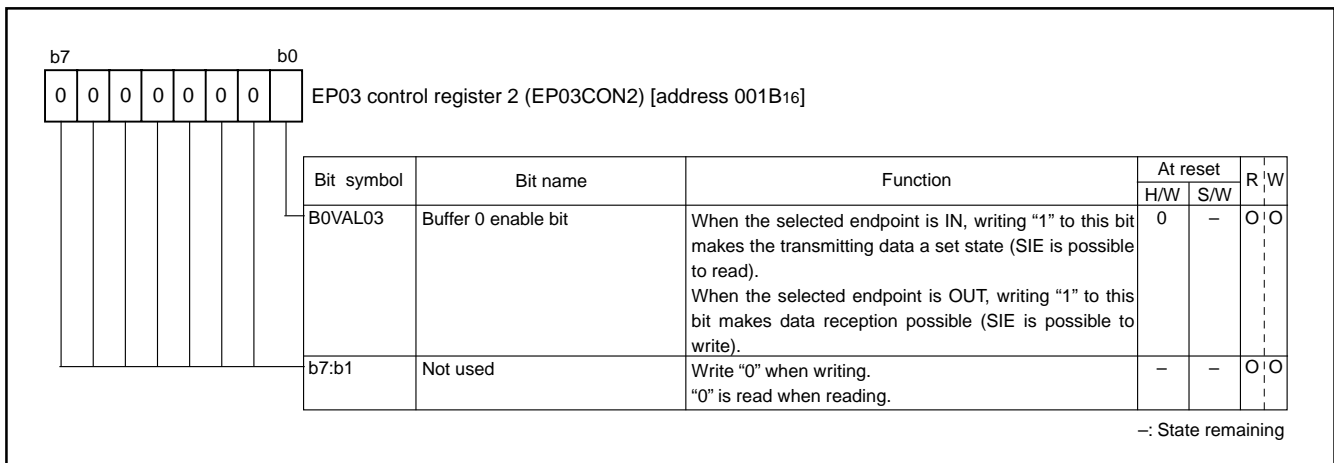 b7 b0
0 0 0 0 0 0 0
EP03 control register 2 (EP03CON2) [address 001B16]
Bit symbol Bit name Function At reset R W
H/W S/W
B0VAL03 Buffer 0 enable bit When the selected endpoint is IN, writing “1” to this bit 0 – O O
makes the transmitting data a set state (SIE is possible
to read).
When the selected endpoint is OUT, writing “1” to this
bit makes data reception possible (SIE is possible to
write).
b7:b1 Not used Write “0” when writing. – – O O
“0” is read when reading.
–: State remaining